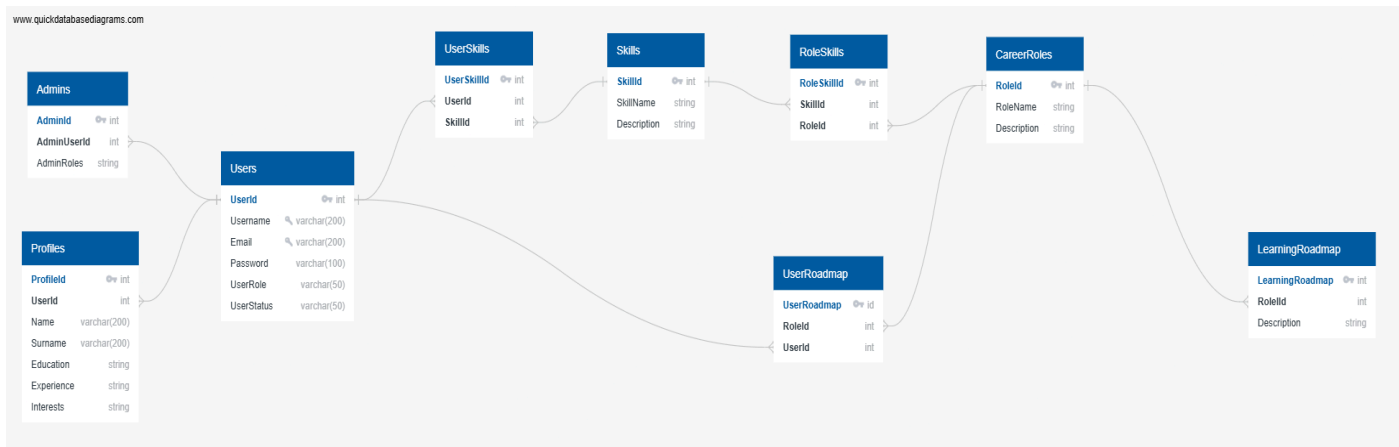 www.quickdatabasediagrams.com
Admins
AdminId int
AdminUserId int
AdminRoles string
Profiles
ProfileId int
UserId int
Name varchar(200)
Surname varchar(200)
Education string
Experience string
Interests string
Users
UserId int
Username varchar(200)
Email varchar(200)
Password varchar(100)
UserRole varchar(50)
UserStatus varchar(50)
UserSkills
UserSkillId int
UserId int
SkillId int
Skills
SkillId int
SkillName string
Description string
RoleSkills
RoleSkillId int
SkillId int
RoleId int
CareerRoles
RoleId int
RoleName string
Description string
UserRoadmap
UserRoadmap id
RoleId int
UserId int
LearningRoadmap
LearningRoadmap int
RolelId int
Description string